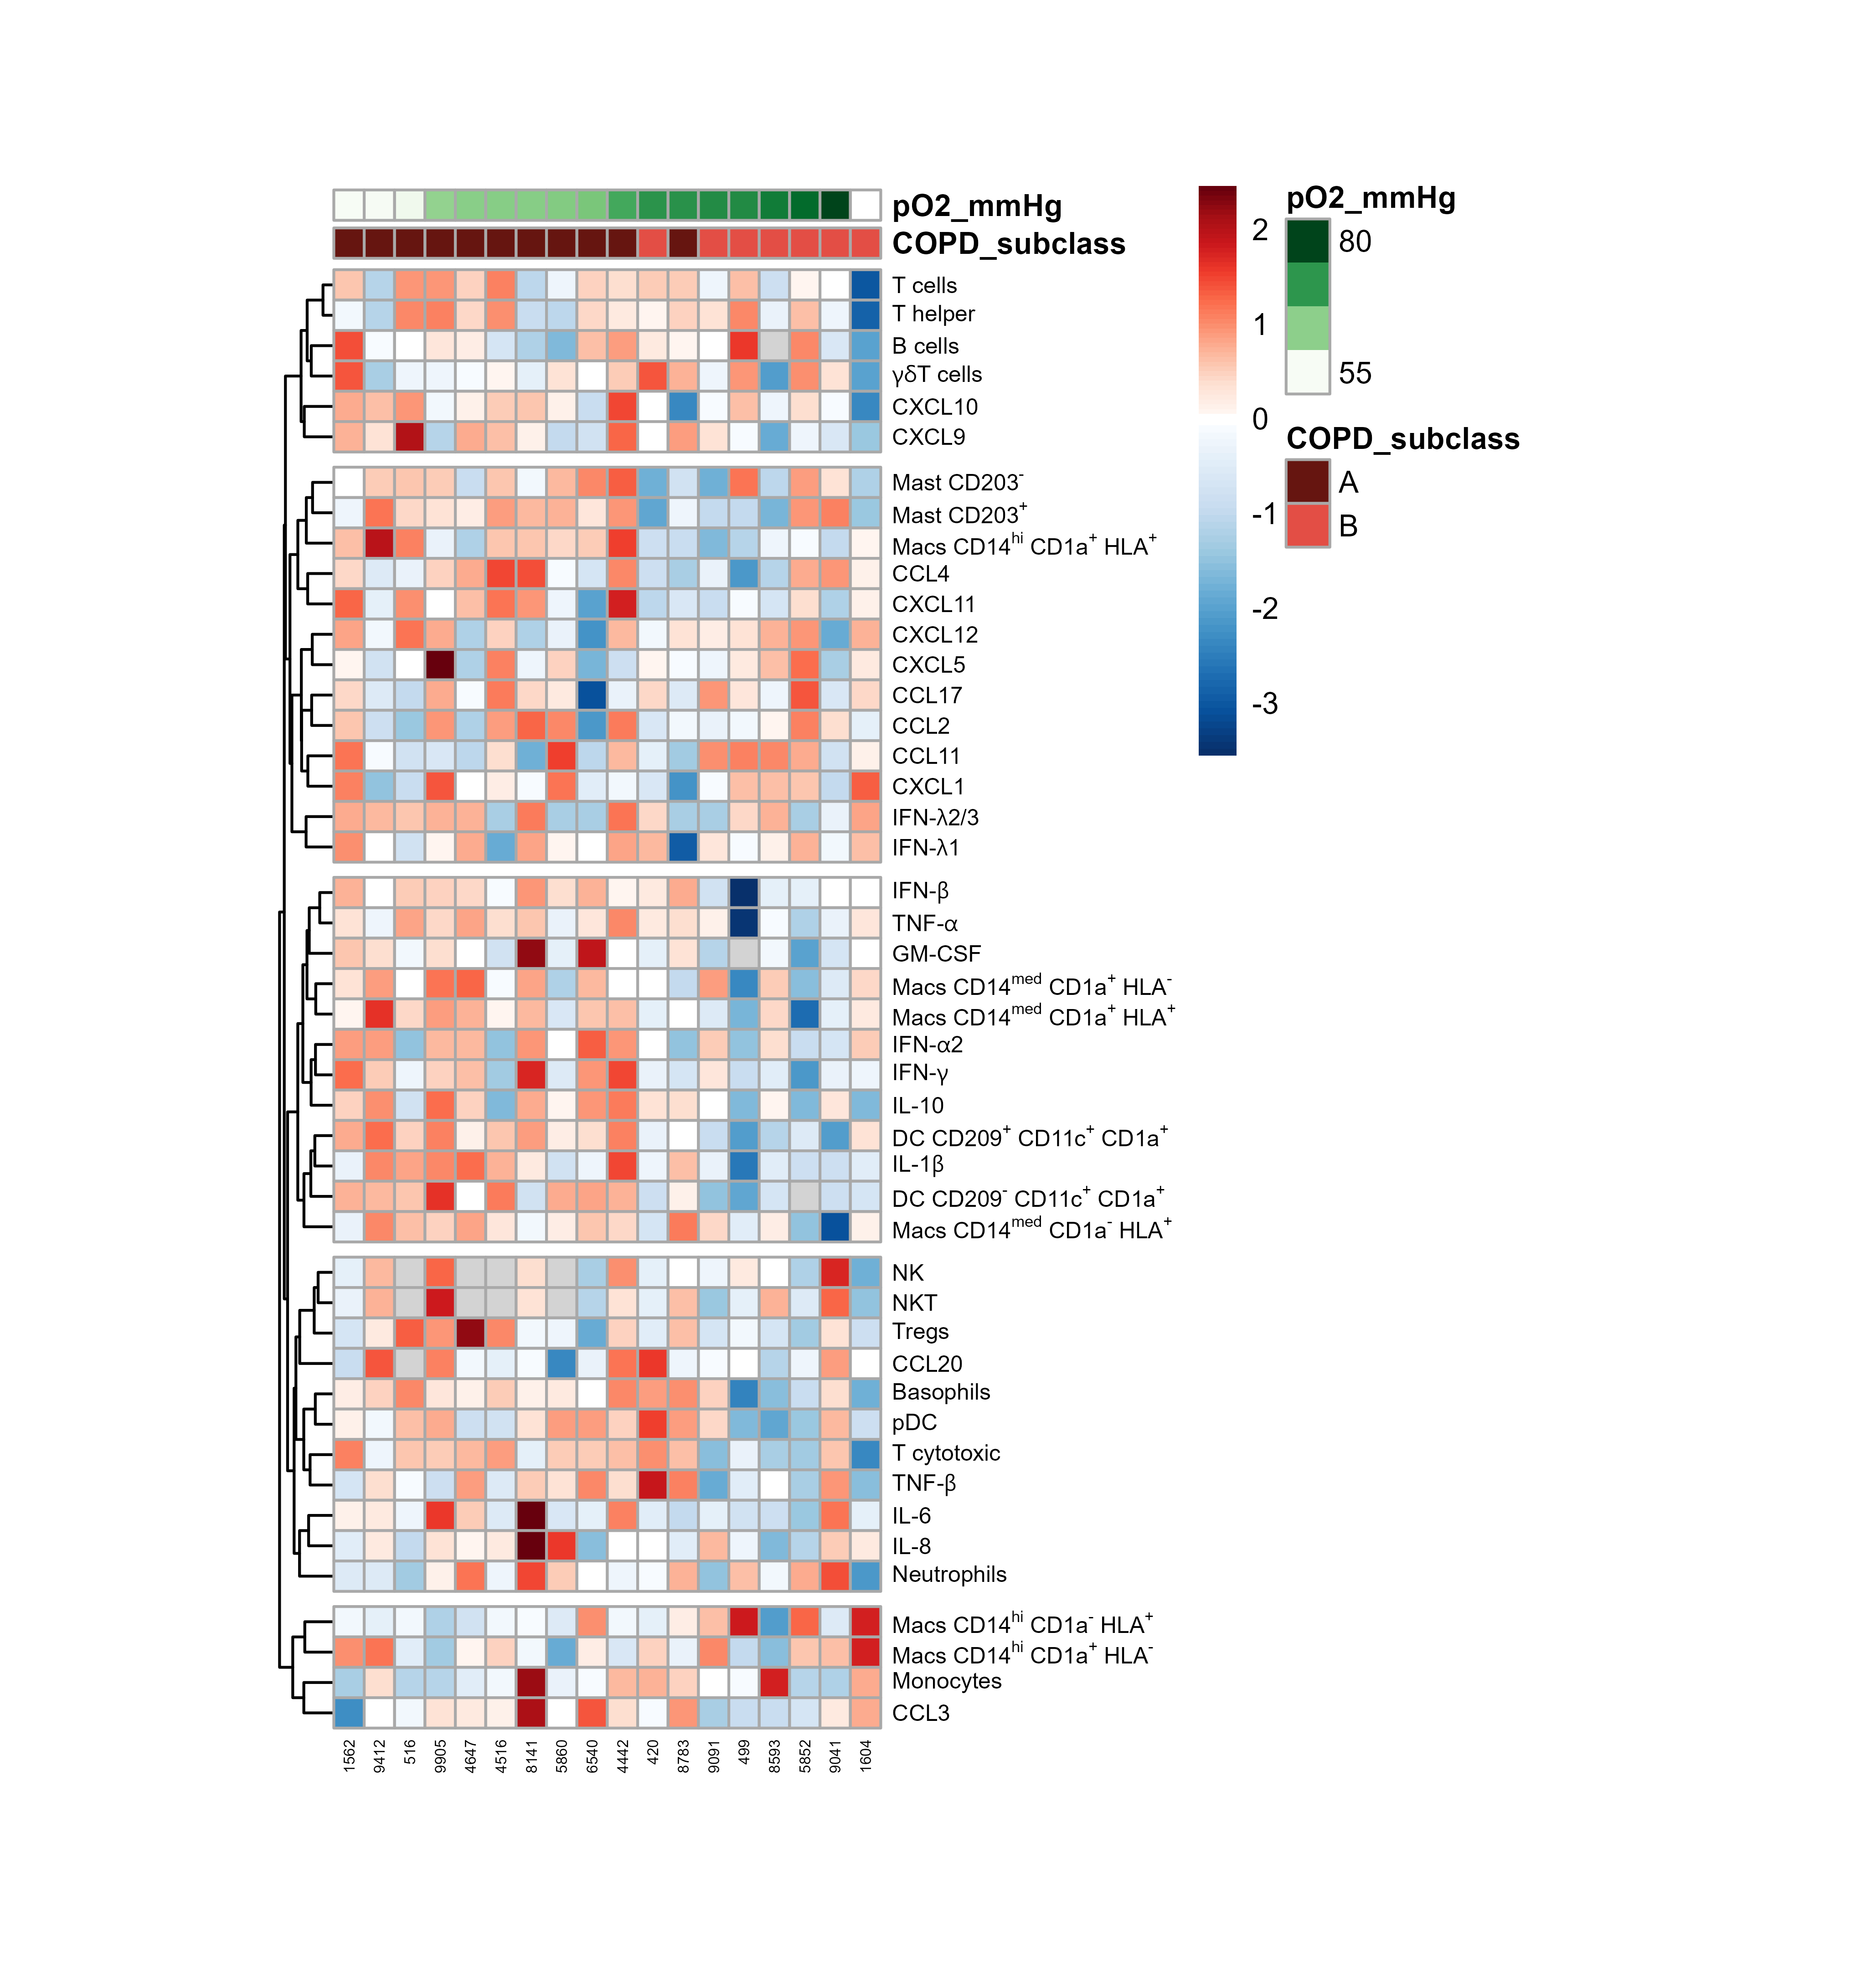 pO2_mmHg
COPD_subclass
T cells
T helper
B cells
γδT cells
CXCL10
CXCL9
Mast CD203⁻
Mast CD203⁺
Macs CD14ʰⁱ CD1a⁺ HLA⁺
CCL4
CXCL11
CXCL12
CXCL5
CCL17
CCL2
CCL11
CXCL1
IFN-λ2/3
IFN-λ1
IFN-β
TNF-α
GM-CSF
Macs CD14ᵐᵉᵈ CD1a⁺ HLA⁻
Macs CD14ᵐᵉᵈ CD1a⁺ HLA⁺
IFN-α2
IFN-γ
IL-10
DC CD209⁺ CD11c⁺ CD1a⁺
IL-1β
DC CD209⁻ CD11c⁺ CD1a⁺
Macs CD14ᵐᵉᵈ CD1a⁻ HLA⁺
NK
NKT
Tregs
CCL20
Basophils
pDC
T cytotoxic
TNF-β
IL-6
IL-8
Neutrophils
Macs CD14ʰⁱ CD1a⁻ HLA⁺
Macs CD14ʰⁱ CD1a⁺ HLA⁻
Monocytes
CCL3
1562
9412
516
9905
4647
4516
8141
5860
6540
4442
420
8783
9091
499
8593
5852
9041
1604
2
1
0
-1
-2
-3
pO2_mmHg
80
55
COPD_subclass
A
B